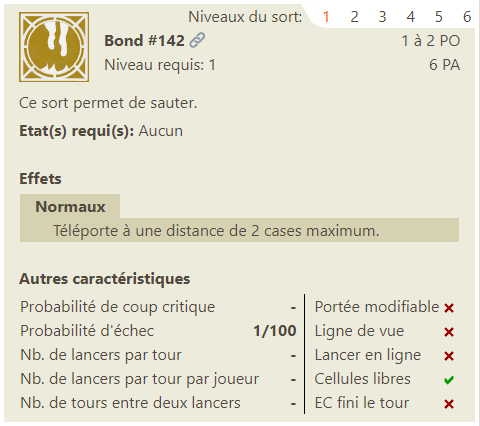 Niveaux du sort: 1 2 3 4 5 6
Bond #142 1 à 2 PO
Niveau requis: 1 6 PA
Ce sort permet de sauter.
Etat(s) requi(s): Aucun
Effets
Normaux
Téléporte à une distance de 2 cases maximum.
Autres caractéristiques
Probabilité de coup critique - Portée modifiable
Probabilité d'échec 1/100 Ligne de vue
Nb. de lancers par tour - Lancer en ligne
Nb. de lancers par tour par joueur - Cellules libres
Nb. de tours entre deux lancers - EC fini le tour